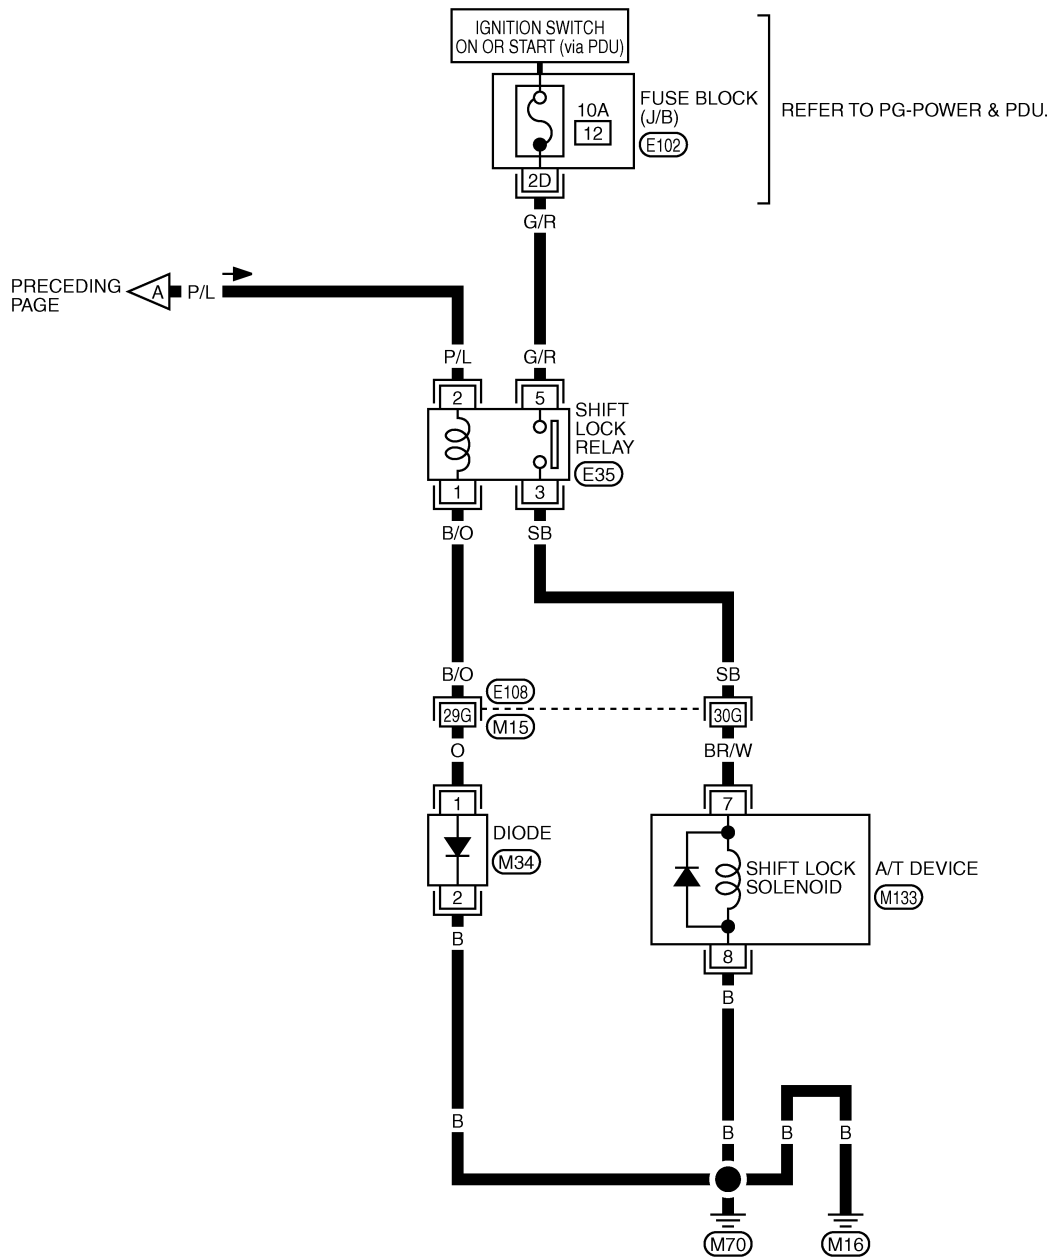 IGNITION SWITCH
ON OR START (via PDU)
FUSE BLOCK
(J/B)
10A
12
E102
REFER TO PG-POWER & PDU.
2D
G/R
PRECEDING
PAGE
A
P/L
P/L
G/R
2
5
SHIFT
LOCK
RELAY
E35
1
3
B/O
SB
B/O
SB
E108
29G
30G
M15
O
BR/W
1
7
DIODE
M34
SHIFT LOCK
SOLENOID
A/T DEVICE
M133
2
8
B
B
B
B
B
B
M70
M16